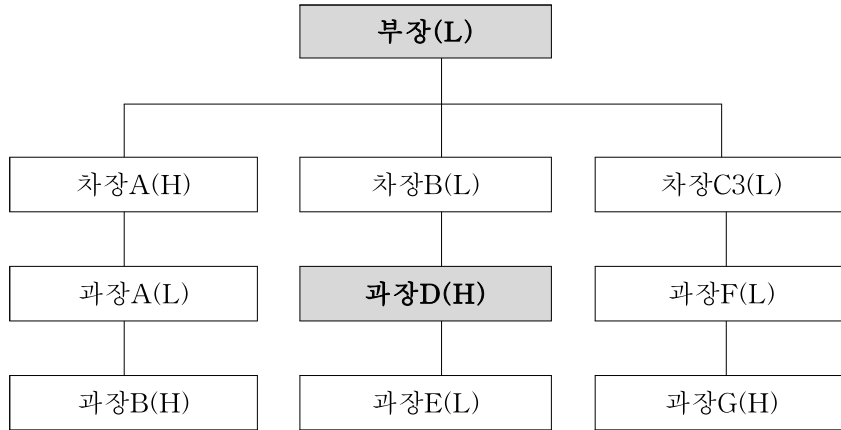 부장(L)
차장A(H)
차장B(L)
차장C3(L)
과장A(L)
과장D(H)
과장F(L)
과장B(H)
과장E(L)
과장G(H)